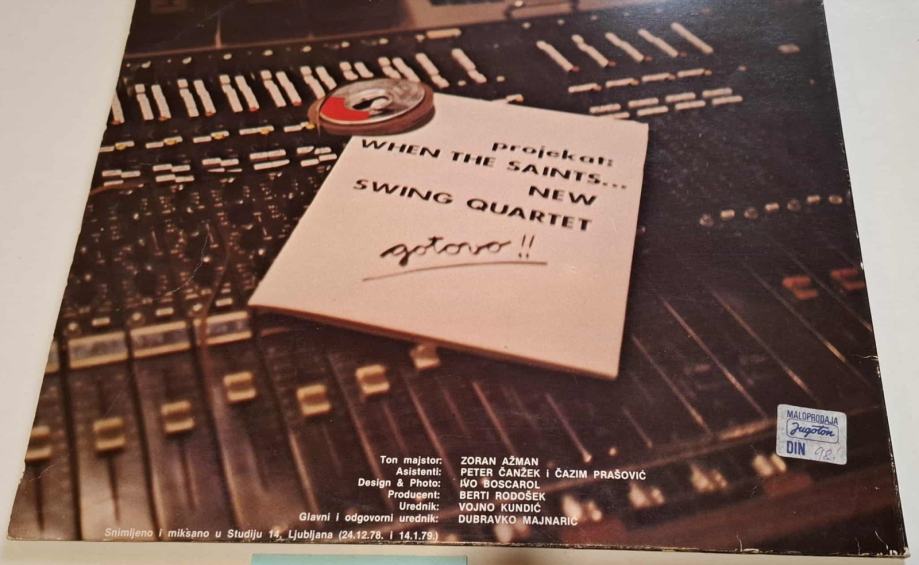 projekat:
WHEN THE SAINTS...
NEW
SWING QUARTET
gotovo!!
MALOPRODAJA
Jugoton
DIN 98.-
Ton majstor: ZORAN AŽMAN
Asistenti: PETER ČANŽEK i ČAZIM PRAŠOVIĆ
Design & Photo: IVO BOSCAROL
Producent: BERTI RODOŠEK
Urednik: VOJNO KUNDIĆ
Glavni i odgovorni urednik: DUBRAVKO MAJNARIĆ
Snimljeno i miksano u Studiju 14, Ljubljana (24.12.78. i 14.1.79.)